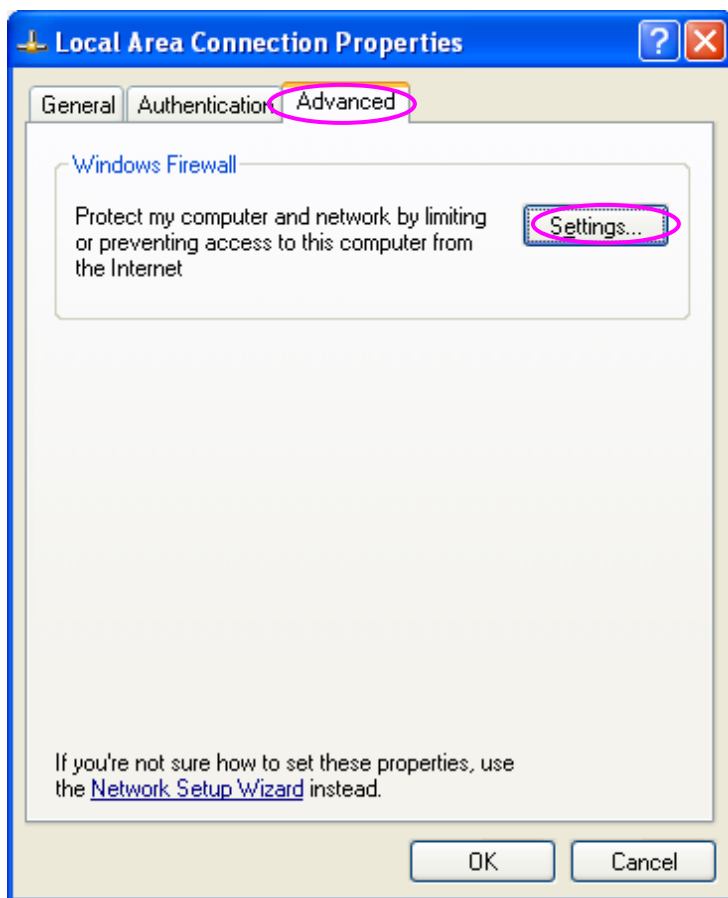 Local Area Connection Properties
General Authentication Advanced
Windows Firewall
Protect my computer and network by limiting
or preventing access to this computer from
the Internet
Settings...
If you're not sure how to set these properties, use
the Network Setup Wizard instead.
OK Cancel